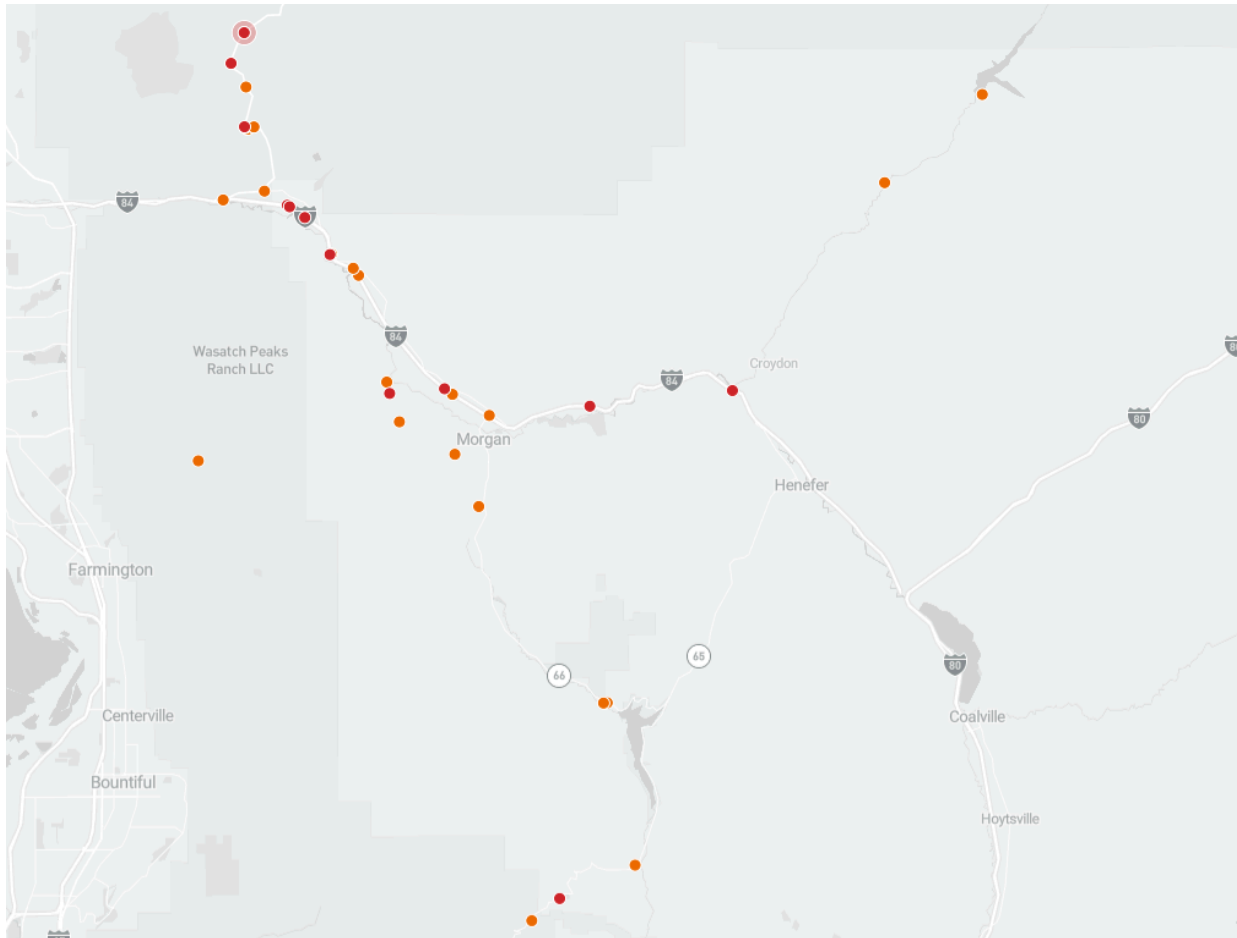 84
84
Wasatch Peaks
Ranch LLC
84
Croydon
84
80
Morgan
Henefer
Farmington
65
66
80
Centerville
Coalville
Bountiful
Hoytsville